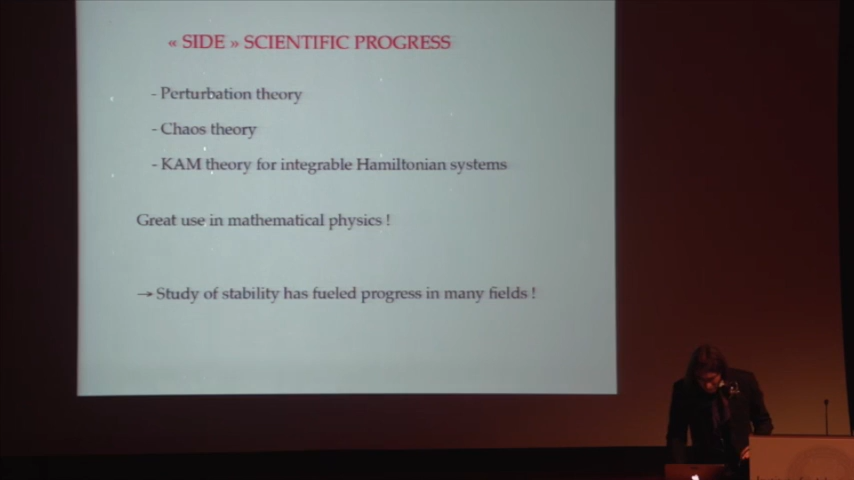 « SIDE » SCIENTIFIC PROGRESS
- Perturbation theory
- Chaos theory
- KAM theory for integrable Hamiltonian systems
Great use in mathematical physics !
→ Study of stability has fueled progress in many fields !